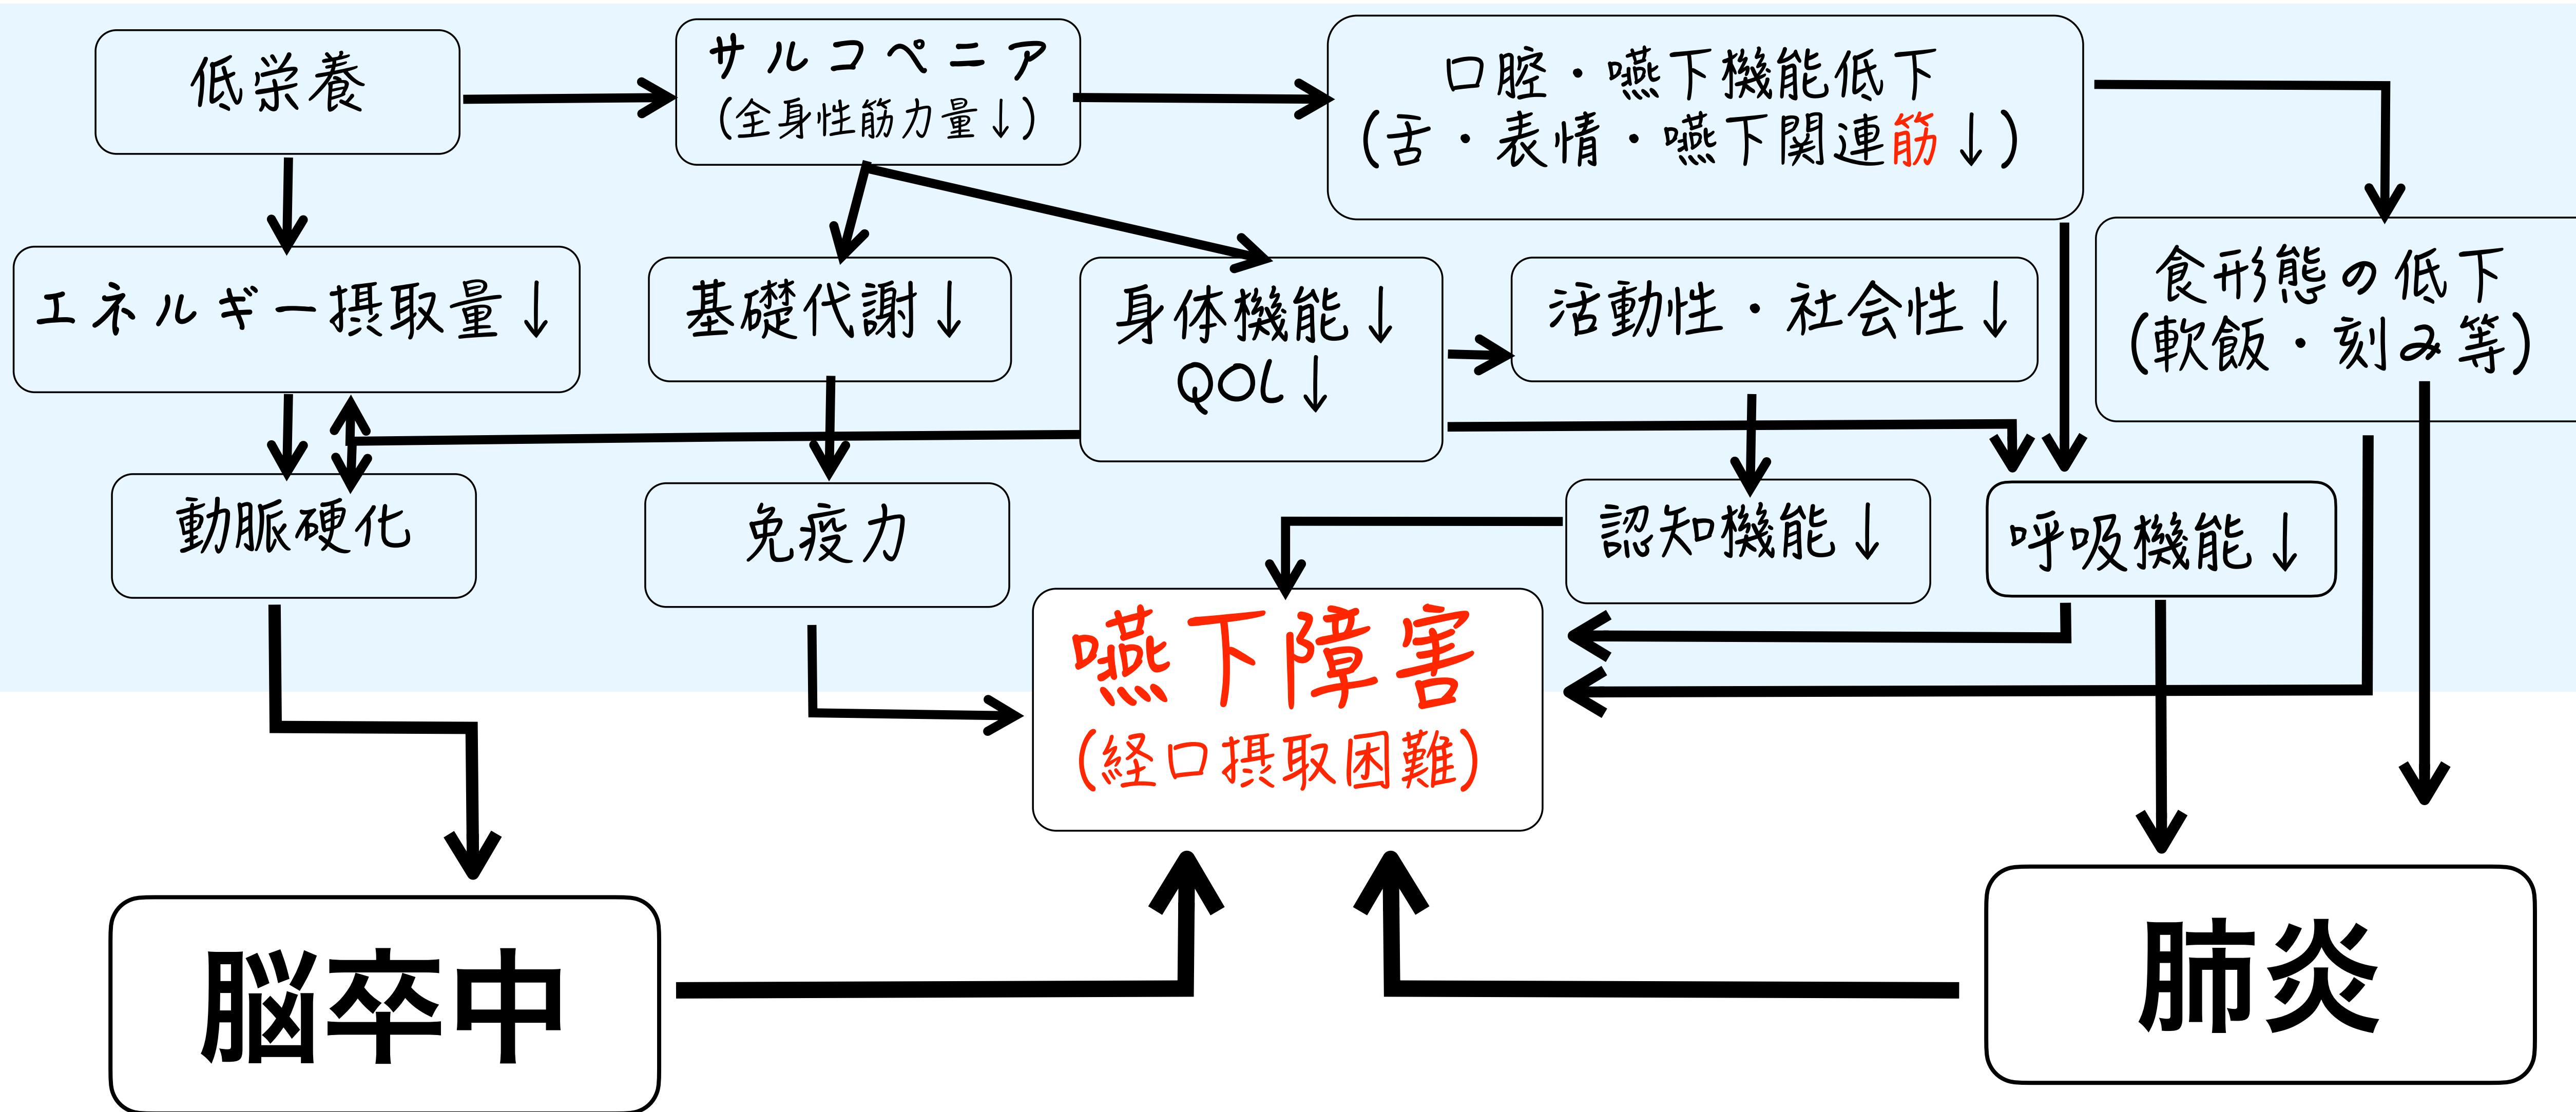 低栄養
サルコペニア
(全身性筋力量↓)
口腔・嚥下機能低下
(舌・表情・嚥下関連筋↓)
エネルギー摂取量↓
基礎代謝↓
身体機能↓
QOL↓
活動性・社会性↓
食形態の低下
(軟飯・刻み等)
動脈硬化
免疫力
認知機能↓
呼吸機能↓
嚥下障害
(経口摂取困難)
脳卒中
肺炎